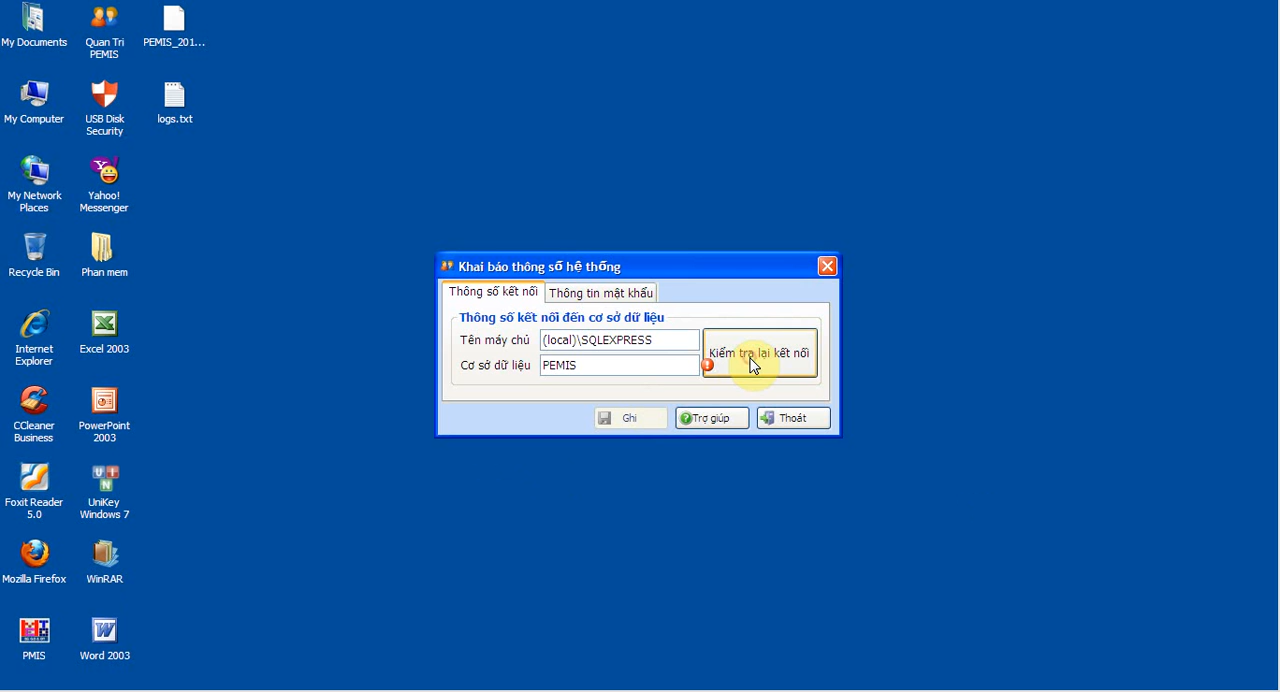 My Documents
Quan Tri
PEMIS
PEMIS_201...
My Computer
USB Disk
Security
logs.txt
My Network
Places
Yahoo!
Messenger
Recycle Bin
Phan mem
Internet
Explorer
Excel 2003
CCleaner
Business
PowerPoint
2003
Foxit Reader
5.0
UniKey
Windows 7
Mozilla Firefox
WinRAR
PMIS
Word 2003
Khai báo thông số hệ thống
Thông số kết nối
Thông tin mật khẩu
Thông số kết nối đến cơ sở dữ liệu
Tên máy chủ
(local)\SQLEXPRESS
Cơ sở dữ liệu
PEMIS
Kiểm tra lại kết nối
Ghi
Trợ giúp
Thoát